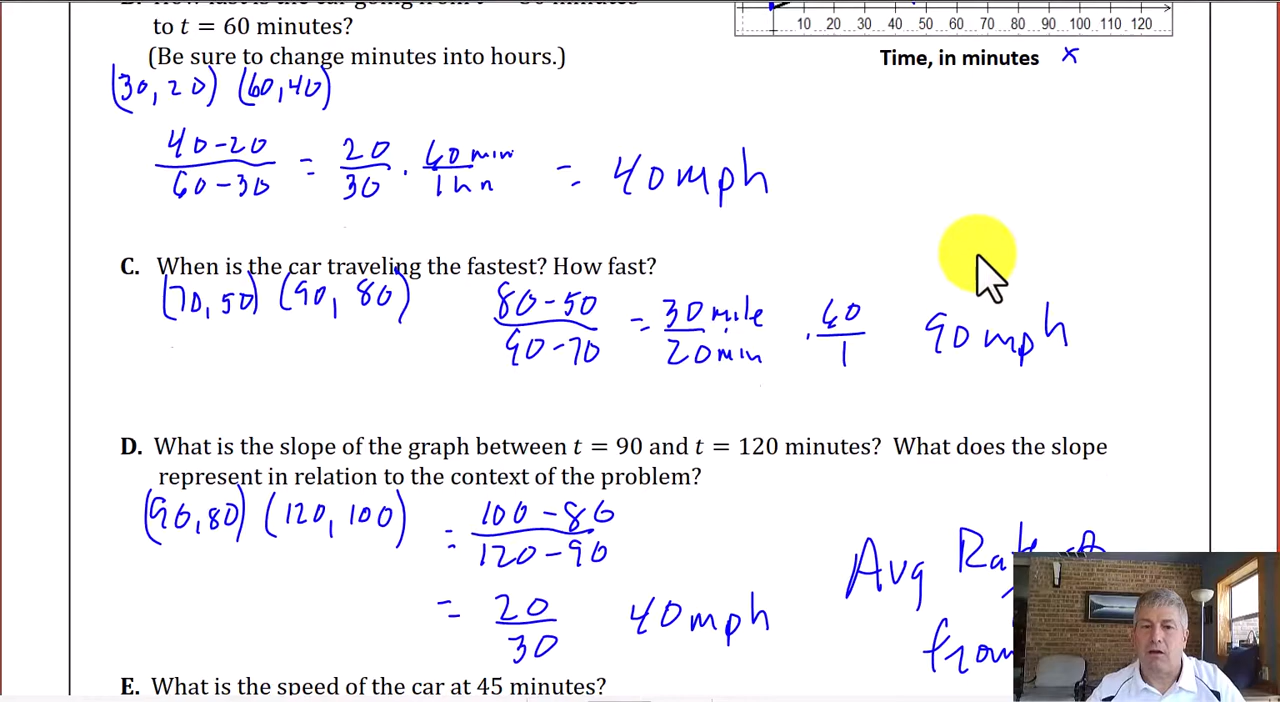 to t = 60 minutes?
(Be sure to change minutes into hours.)
10 20 30 40 50 60 70 80 90 100 110 120
Time, in minutes x
(30, 20) (60, 40)
40-20 / 60-30 = 20 / 30 · 60 min / 1 hr = 40 mph
C. When is the car traveling the fastest? How fast?
(70, 50) (90, 80)
80-50 / 90-70 = 30 mile / 20 min · 60 / 1 90 mph
D. What is the slope of the graph between t = 90 and t = 120 minutes? What does the slope
represent in relation to the context of the problem?
(90, 80) (120, 100) = 100-80 / 120-90
= 20 / 30 40 mph
Avg
from
E. What is the speed of the car at 45 minutes?